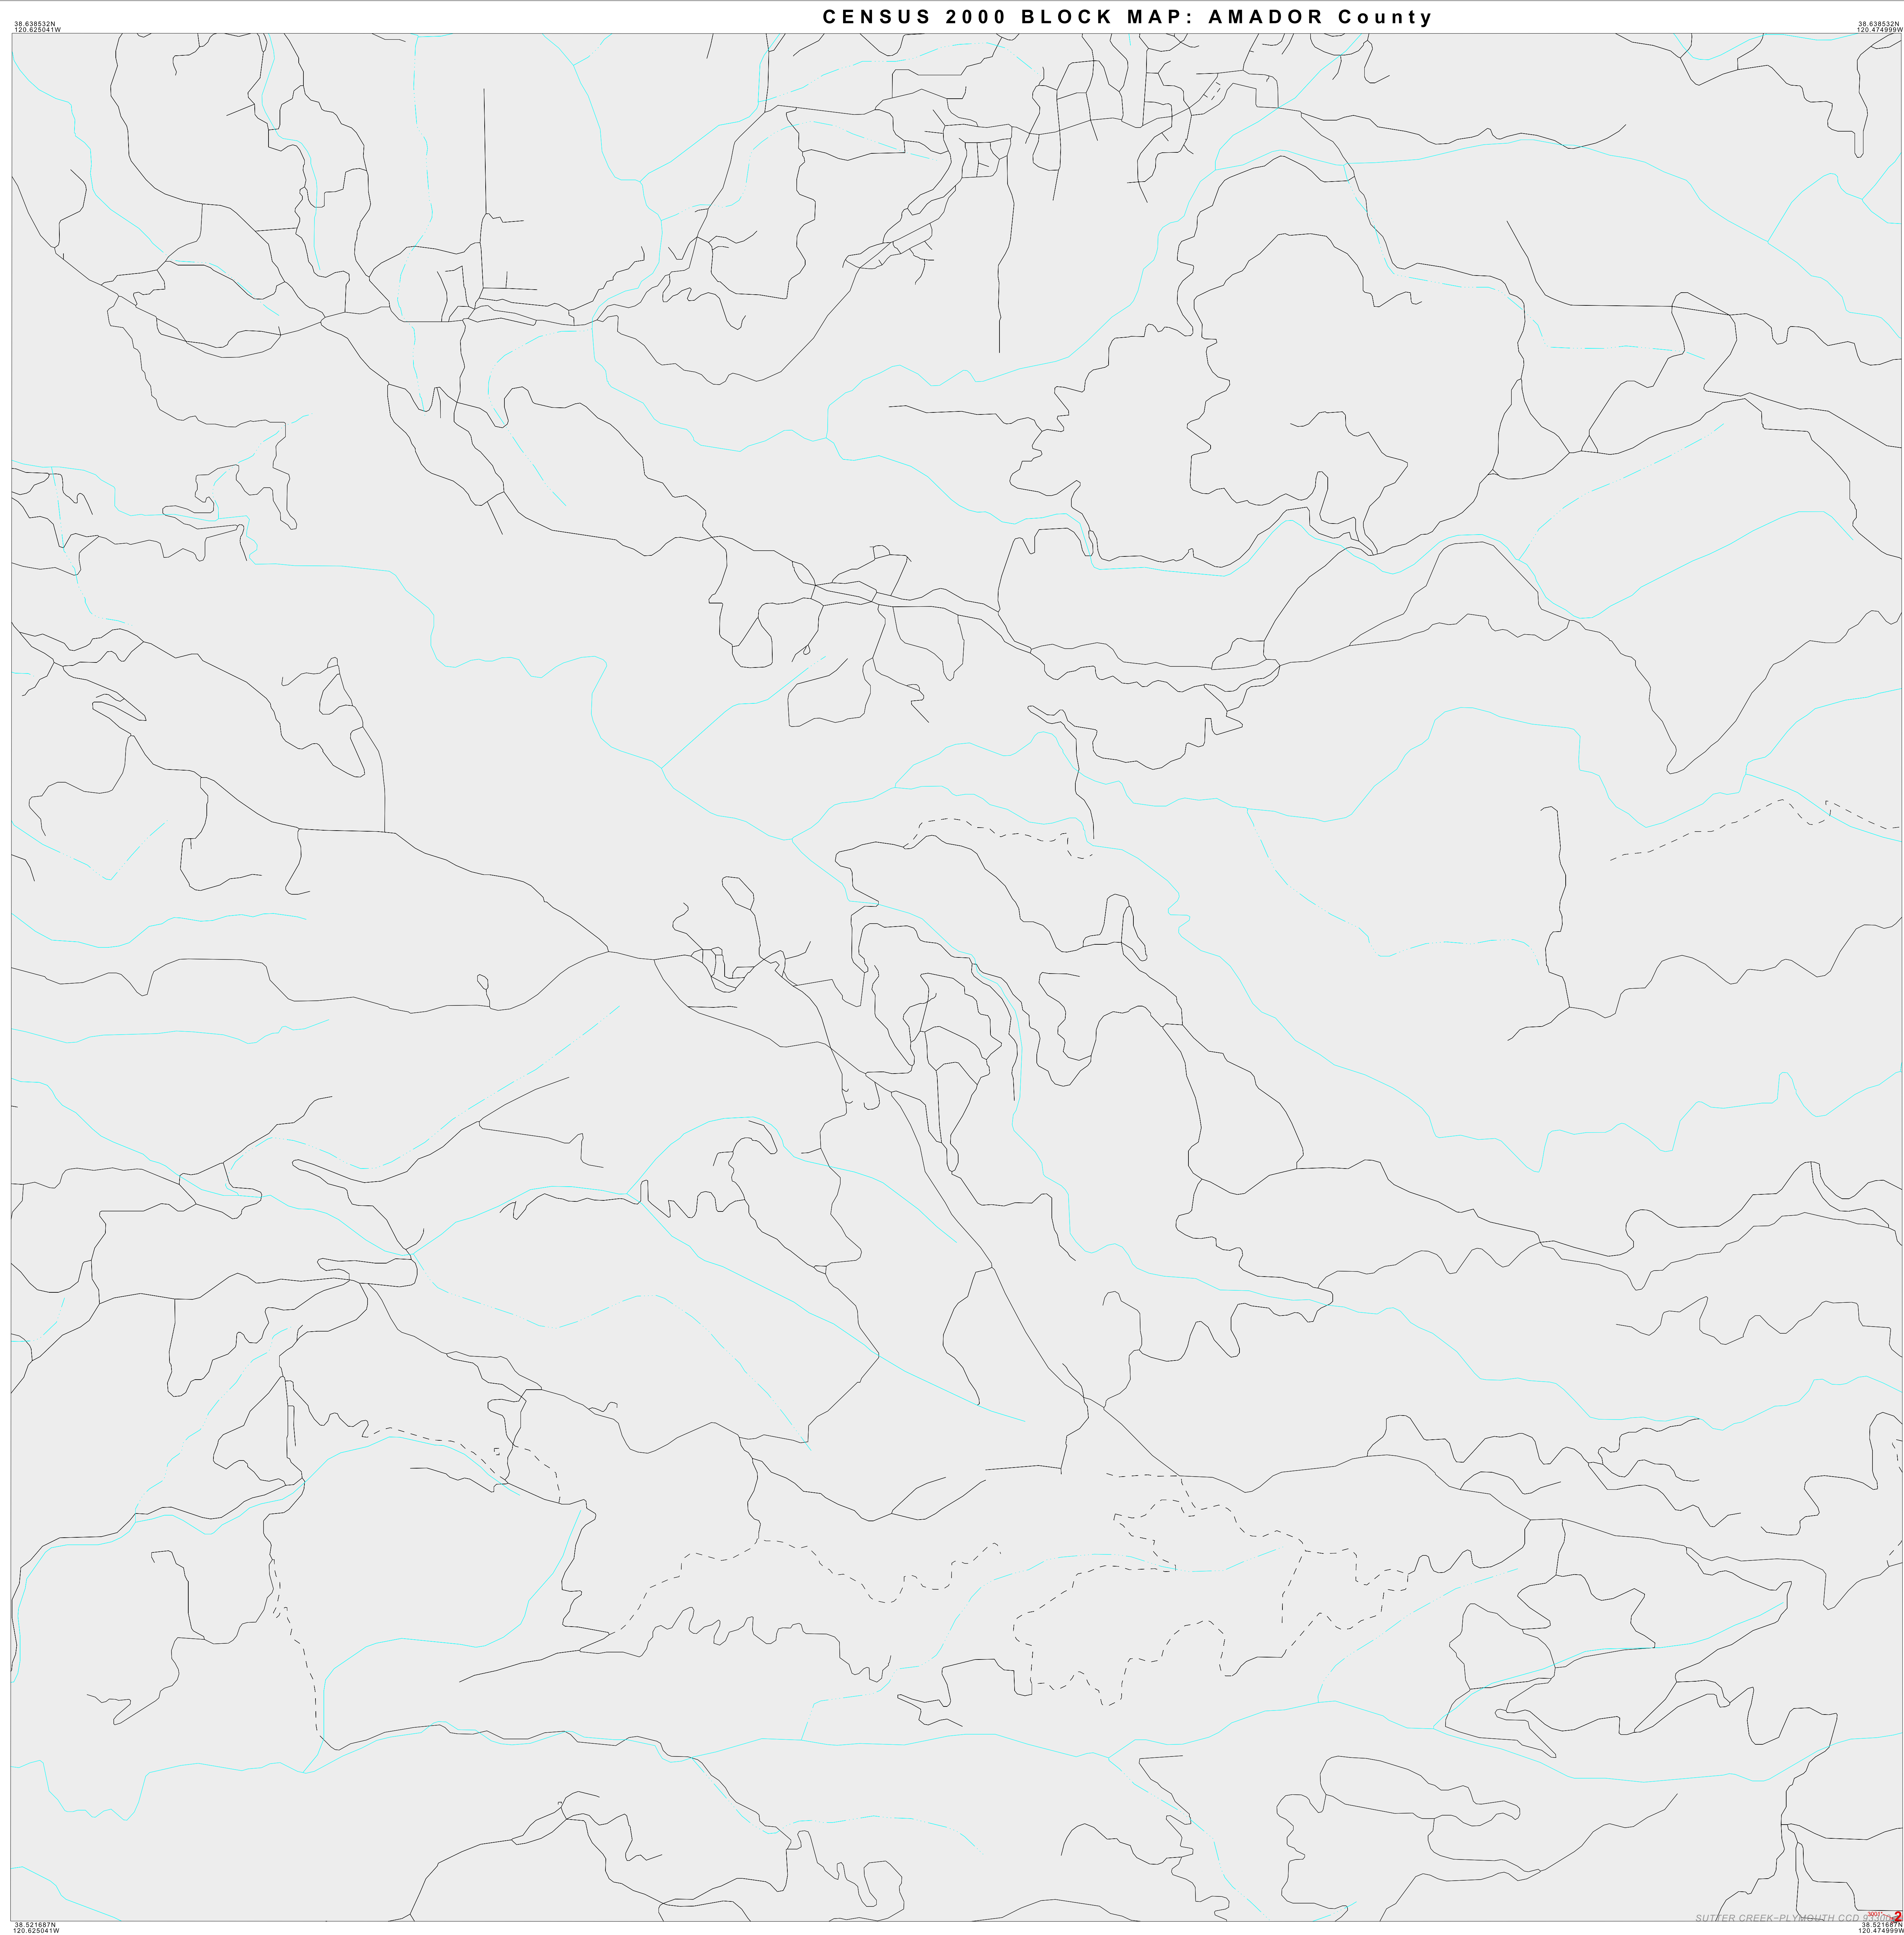 CENSUS 2000 BLOCK MAP: AMADOR County
38.638532N
120.625041W
38.638532N
120.474999W
SUTTER CREEK-PLYMOUTH CCD
2
38.521687N
120.625041W
38.521687N
120.474999W